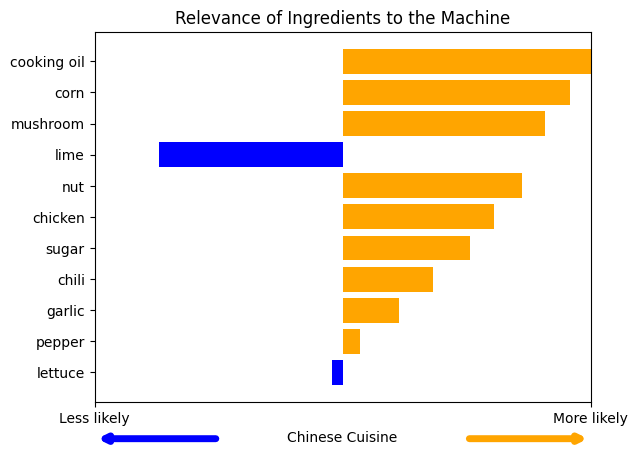 Relevance of Ingredients to the Machine
cooking oil
corn
mushroom
lime
nut
chicken
sugar
chili
garlic
pepper
lettuce
Less likely
More likely
Chinese Cuisine